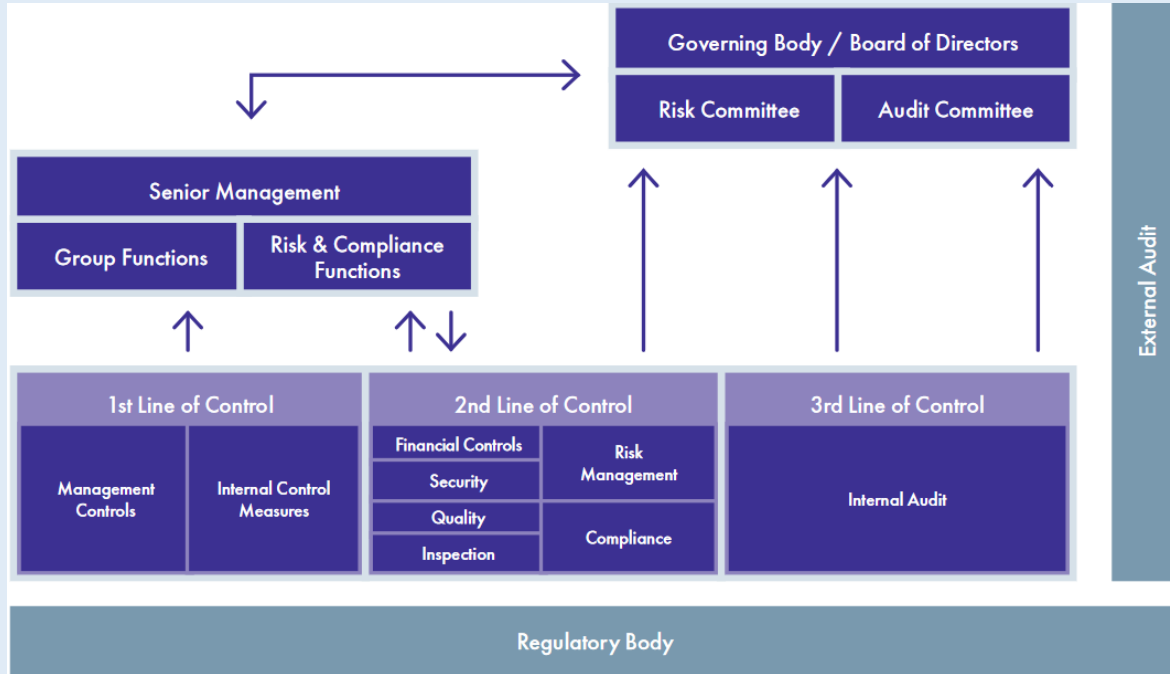 Governing Body / Board of Directors
Risk Committee
Audit Committee
Senior Management
Group Functions
Risk & Compliance
Functions
External Audit
1st Line of Control
2nd Line of Control
3rd Line of Control
Management
Controls
Internal Control
Measures
Financial Controls
Security
Quality
Inspection
Risk
Management
Compliance
Internal Audit
Regulatory Body